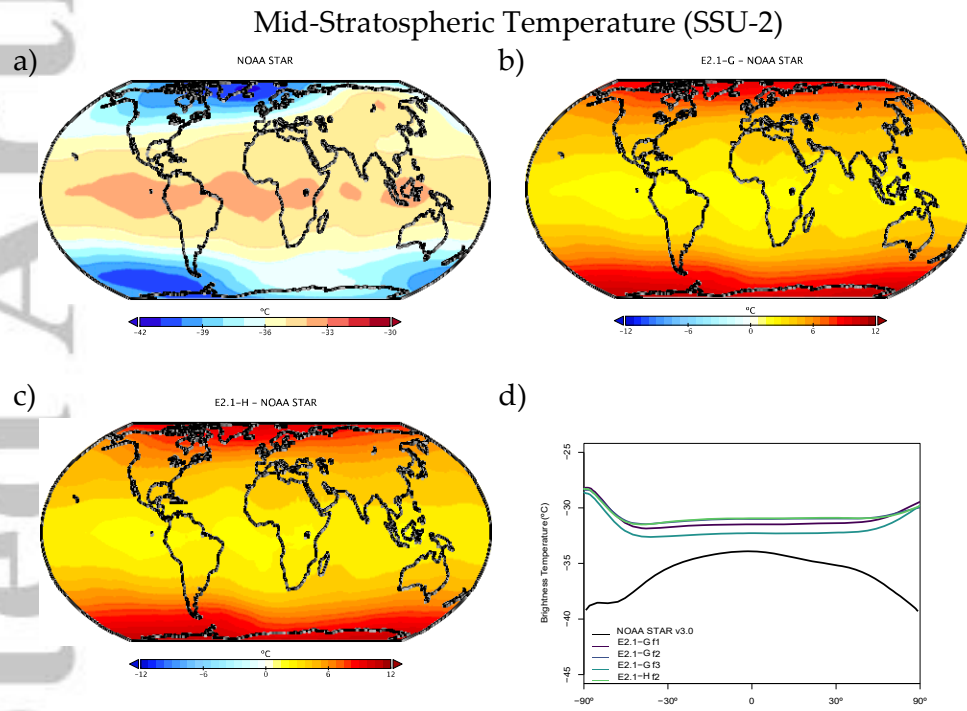 Mid-Stratospheric Temperature (SSU-2)
a)
NOAA STAR
°C
−42 −39 −36 −33 −30
b)
E2.1−G − NOAA STAR
°C
−12 −6 0 6 12
c)
E2.1−H − NOAA STAR
°C
−12 −6 0 6 12
d)
Brightness Temperature (°C)
−25
−30
−35
−40
−45
NOAA STAR v3.0
E2.1−G f1
E2.1−G f2
E2.1−G f3
E2.1−H f2
−90° −30° 0 30° 90°